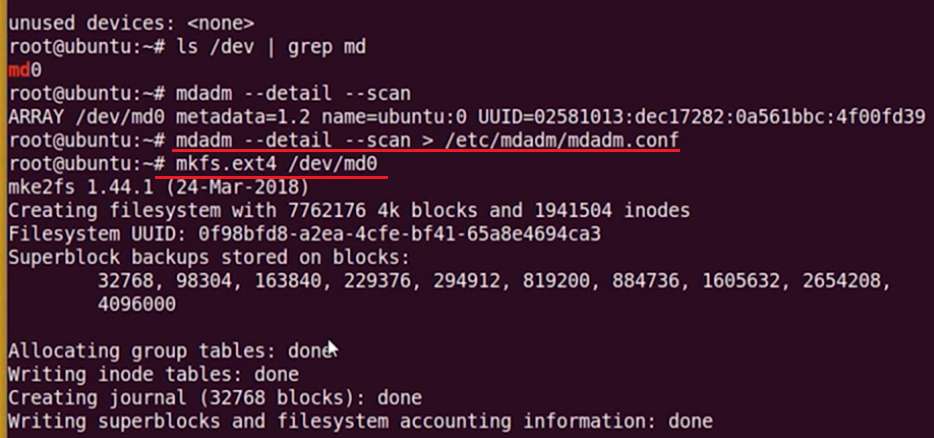 unused devices: <none>
root@ubuntu:~# ls /dev | grep md
md0
root@ubuntu:~# mdadm --detail --scan
ARRAY /dev/md0 metadata=1.2 name=ubuntu:0 UUID=02581013:dec17282:0a561bbc:4f00fd39
root@ubuntu:~# mdadm --detail --scan > /etc/mdadm/mdadm.conf
root@ubuntu:~# mkfs.ext4 /dev/md0
mke2fs 1.44.1 (24-Mar-2018)
Creating filesystem with 7762176 4k blocks and 1941504 inodes
Filesystem UUID: 0f98bfd8-a2ea-4cfe-bf41-65a8e4694ca3
Superblock backups stored on blocks:
32768, 98304, 163840, 229376, 294912, 819200, 884736, 1605632, 2654208,
4096000
Allocating group tables: done
Writing inode tables: done
Creating journal (32768 blocks): done
Writing superblocks and filesystem accounting information: done